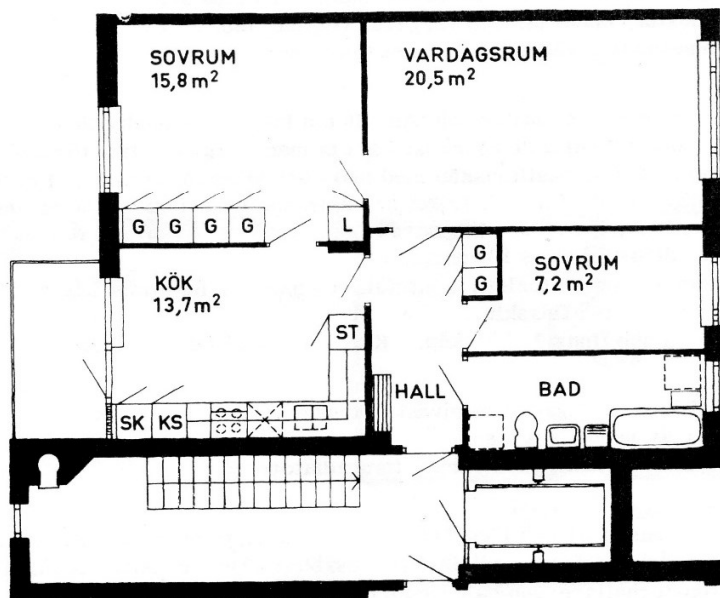 SOVRUM
15,8 m²
VARDAGSRUM
20,5 m²
G G G G L
G
G
SOVRUM
7,2 m²
KÖK
13,7 m²
ST
HALL
BAD
SK KS